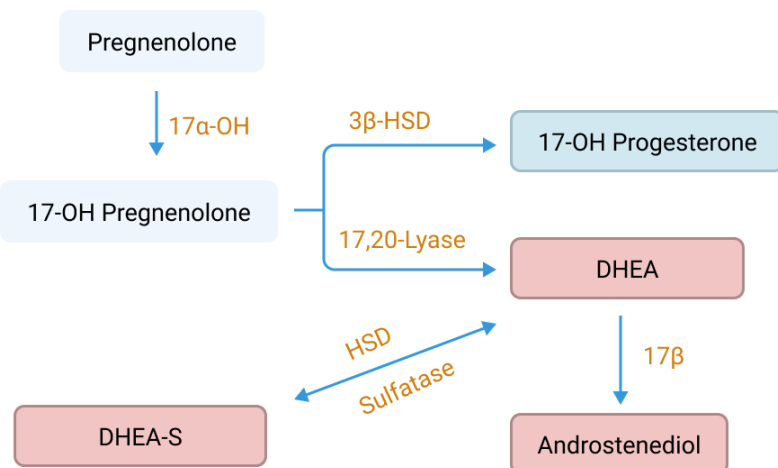 Pregnenolone
17α-OH
3β-HSD
17-OH Progesterone
17-OH Pregnenolone
17,20-Lyase
DHEA
HSD
Sulfatase
17β
DHEA-S
Androstenediol